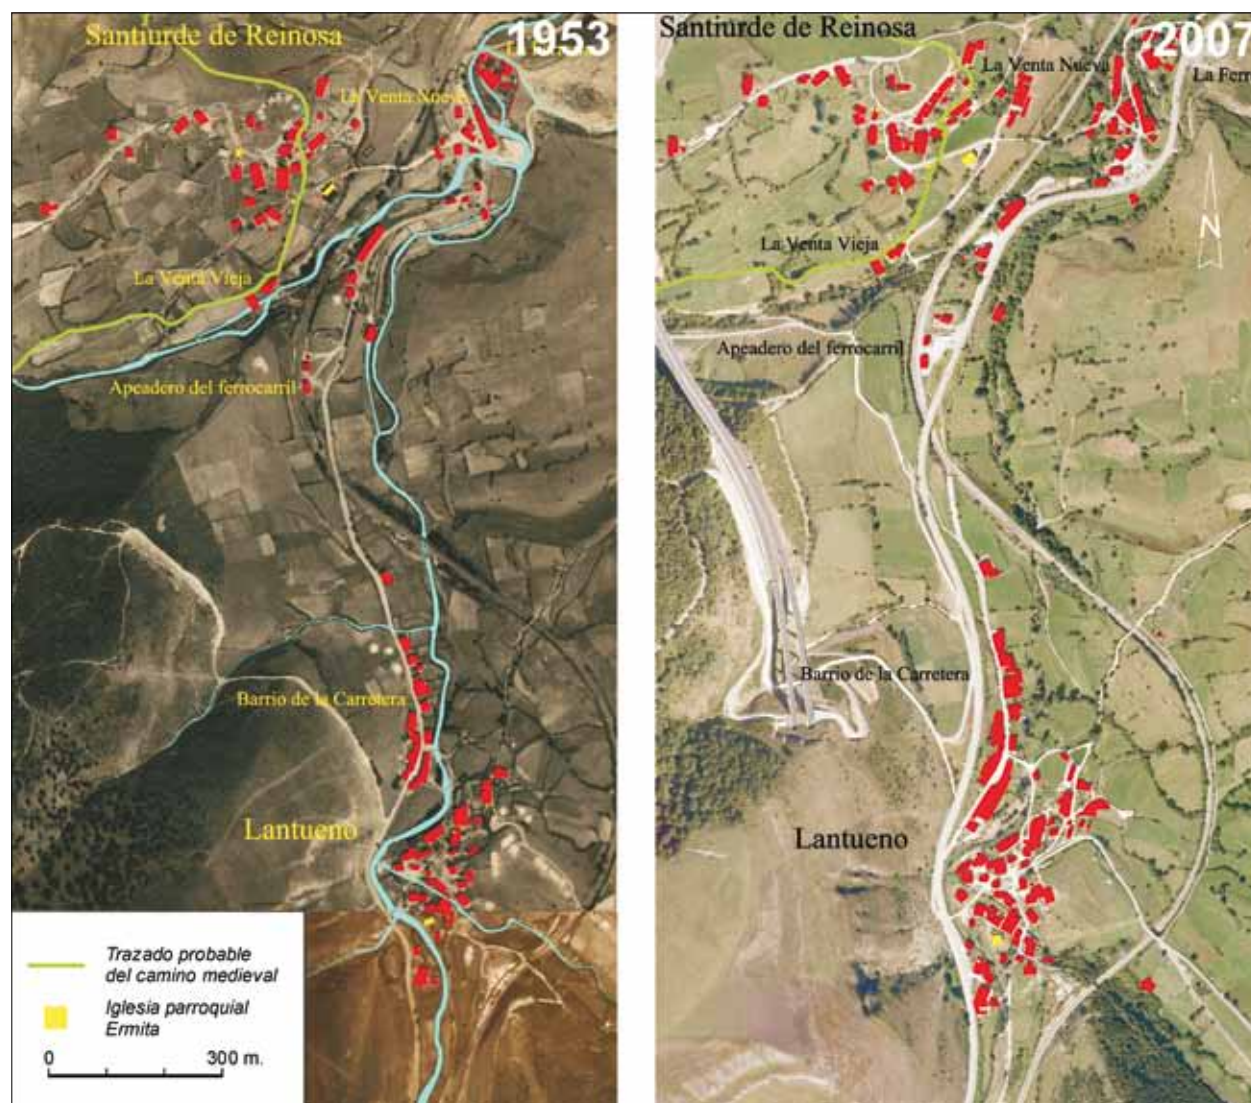 Santiurde de Reinosa
1953
La Venta Nueva
La Venta Vieja
Apeadero del ferrocarril
Barrio de la Carretera
Lantueno
Trazado probable
del camino medieval
Iglesia parroquial
Ermita
0
300 m.
Santiurde de Reinosa
2007
La Venta Nueva
La Ferr
N
La Venta Vieja
Apeadero del ferrocarril
Barrio de la Carretera
Lantueno